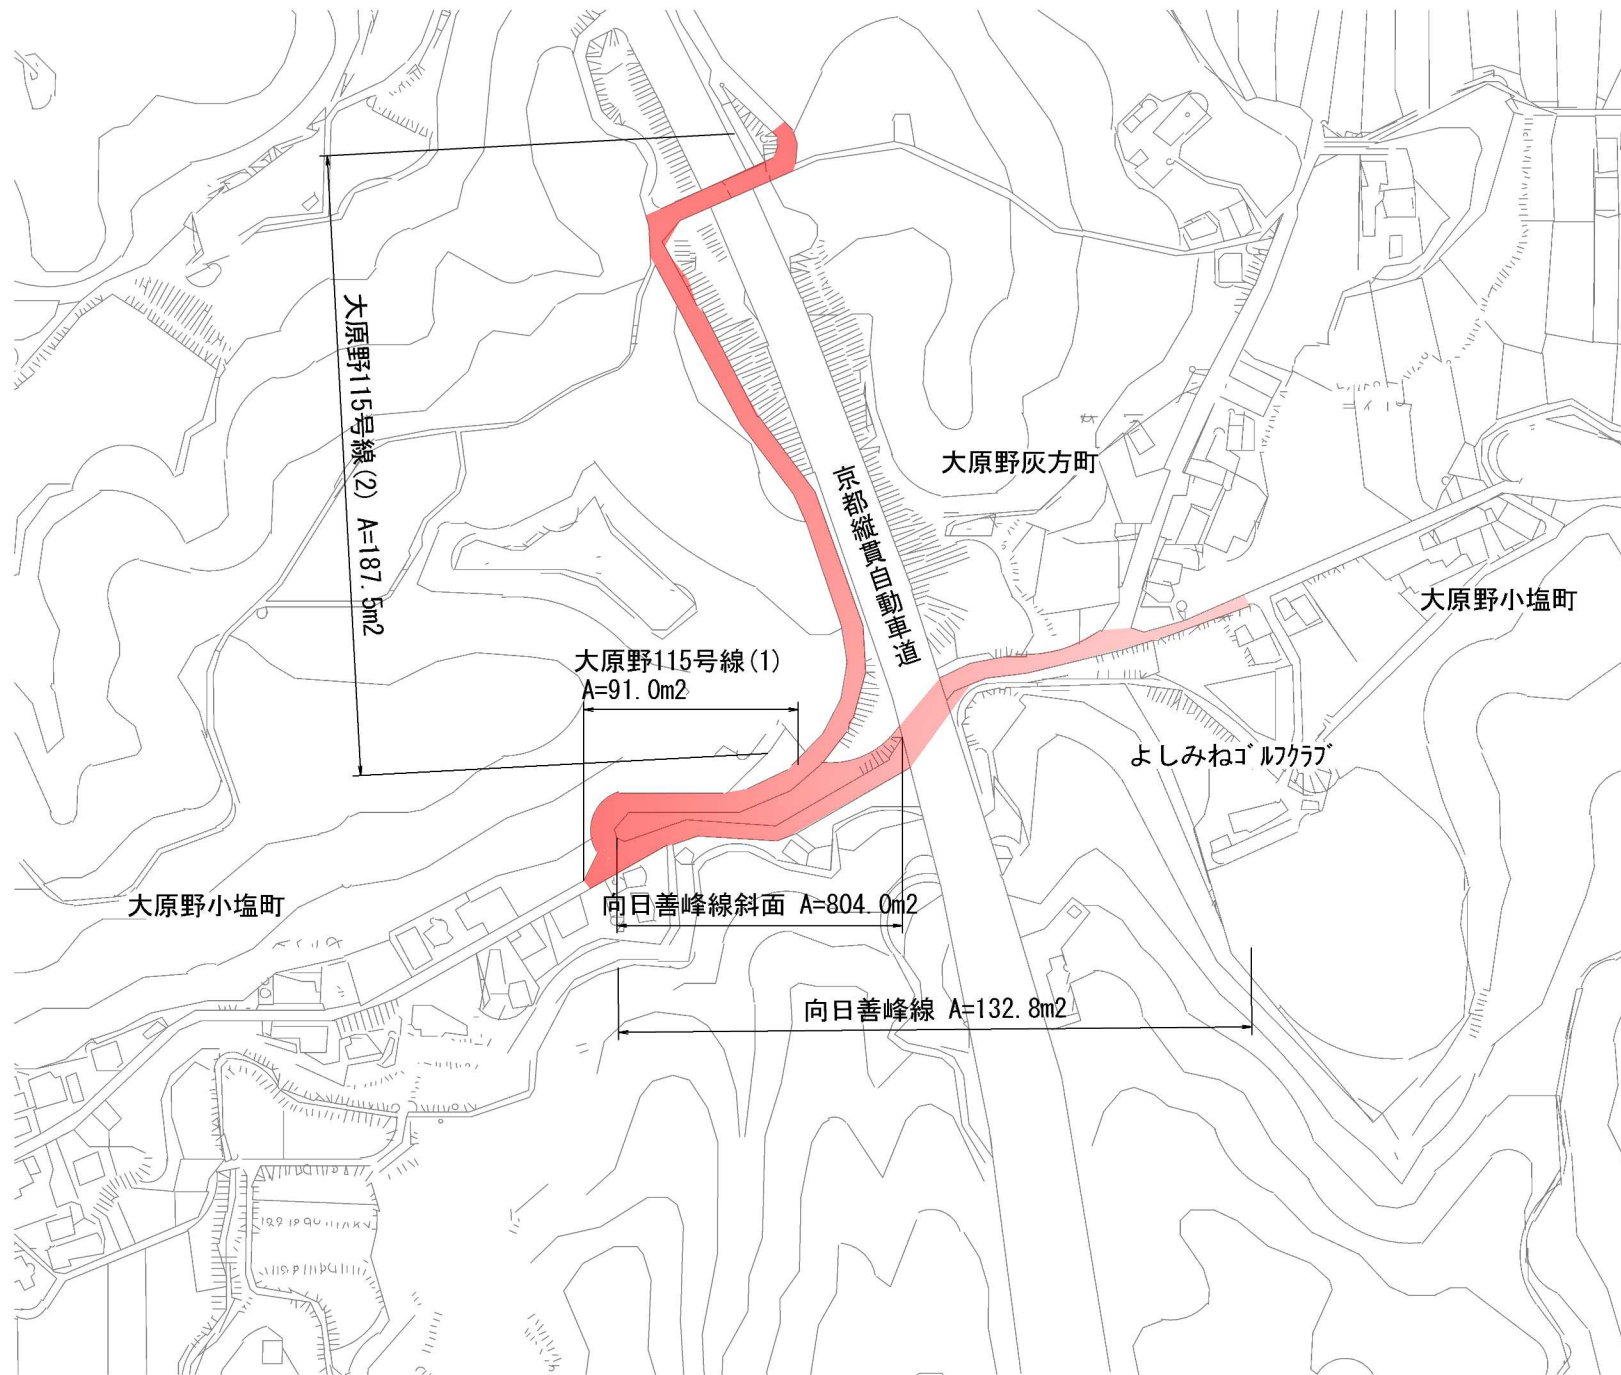 大原野115号線(2) A=187.5m2
大原野灰方町
京都縦貫自動車道
大原野小塩町
大原野115号線(1)
A=91.0m2
よしみねｺﾞﾙﾌｸﾗﾌﾞ
大原野小塩町
向日善峰線斜面 A=804.0m2
向日善峰線 A=132.8m2